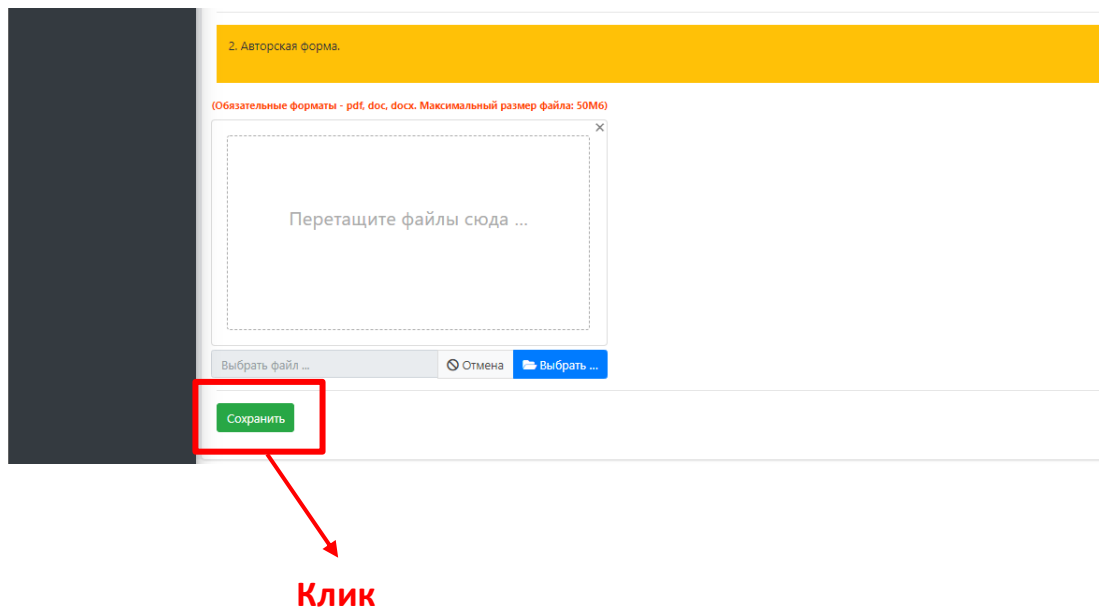 2. Авторская форма.
(Обязательные форматы - pdf, doc, docx. Максимальный размер файла: 50Мб)
×
Перетащите файлы сюда ...
Выбрать файл ...
Отмена
Выбрать ...
Сохранить
Клик